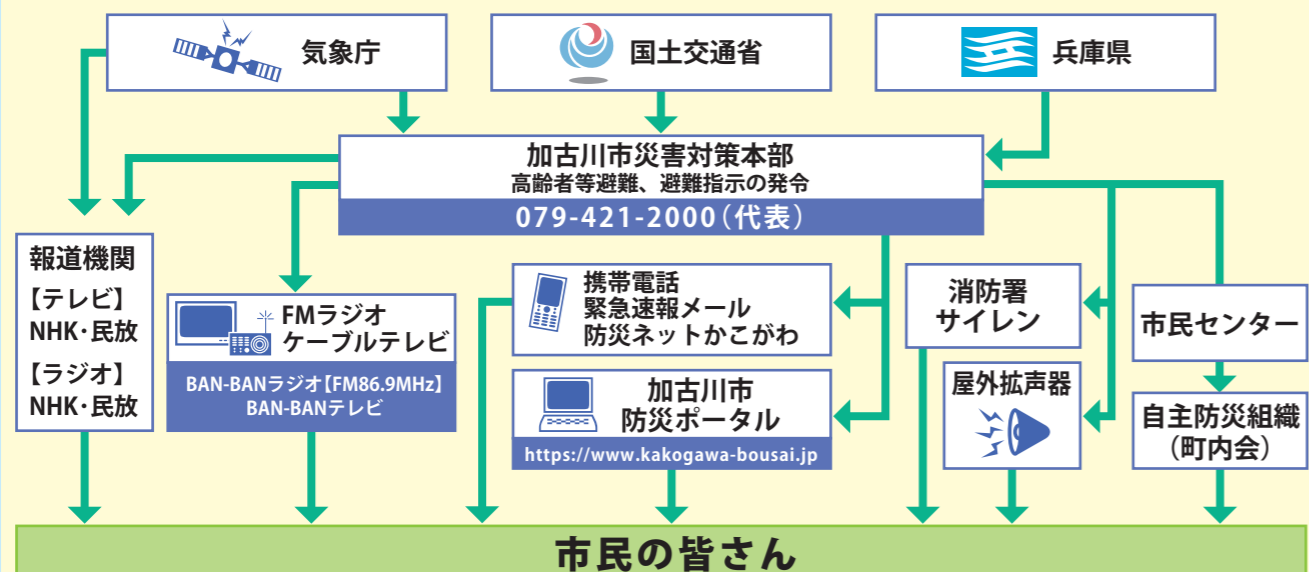 気象庁
国土交通省
兵庫県
加古川市災害対策本部
高齢者等避難、避難指示の発令
079-421-2000（代表）
報道機関
【テレビ】
NHK・民放
【ラジオ】
NHK・民放
FMラジオ
ケーブルテレビ
BAN-BANラジオ【FM86.9MHz】
BAN-BANテレビ
携帯電話
緊急速報メール
防災ネットかこがわ
加古川市
防災ポータル
https://www.kakogawa-bousai.jp
消防署
サイレン
屋外拡声器
市民センター
自主防災組織
（町内会）
市民の皆さん